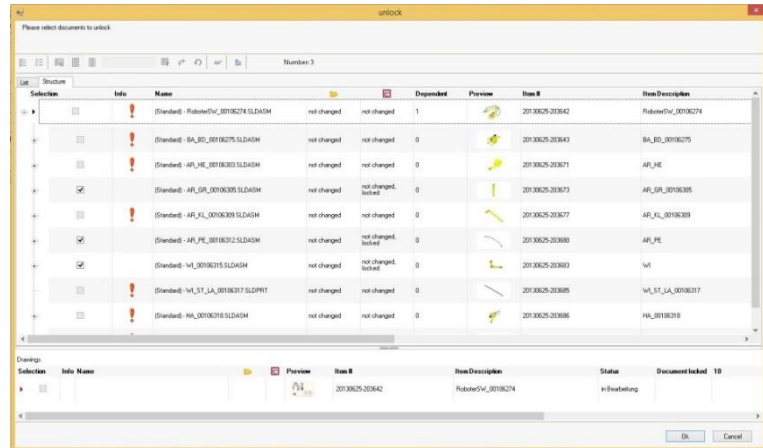 unlock
Please select documents to unlock
Number: 3
List Structure
Selection Info Name Dependent Preview Item # Item Description
(Standard) - RoboterSW_00106274.SLDASM not changed not changed 1 20130625-203642 RoboterSW_00106274
(Standard) - BA_BD_00106275.SLDASM not changed not changed 0 20130625-203643 BA_BD_00106275
(Standard) - AR_HE_00106303.SLDASM not changed not changed 0 20130625-203671 AR_HE
(Standard) - AR_GR_00106305.SLDASM not changed not changed, locked 0 20130625-203673 AR_GR_00106305
(Standard) - AR_KL_00106309.SLDASM not changed not changed 0 20130625-203677 AR_KL_00106309
(Standard) - AR_PE_00106312.SLDASM not changed not changed, locked 0 20130625-203680 AR_PE
(Standard) - WI_00106315.SLDASM not changed not changed, locked 0 20130625-203683 WI
(Standard) - WI_ST_LA_00106317.SLDPRT not changed not changed 0 20130625-203685 WI_ST_LA_00106317
(Standard) - HA_00106318.SLDASM not changed not changed 0 20130625-203686 HA_00106318
Drawings
Selection Info Name Preview Item # Item Description Status Document locked 10
20130625-203642 RoboterSW_00106274 in Bearbeitung
Ok Cancel